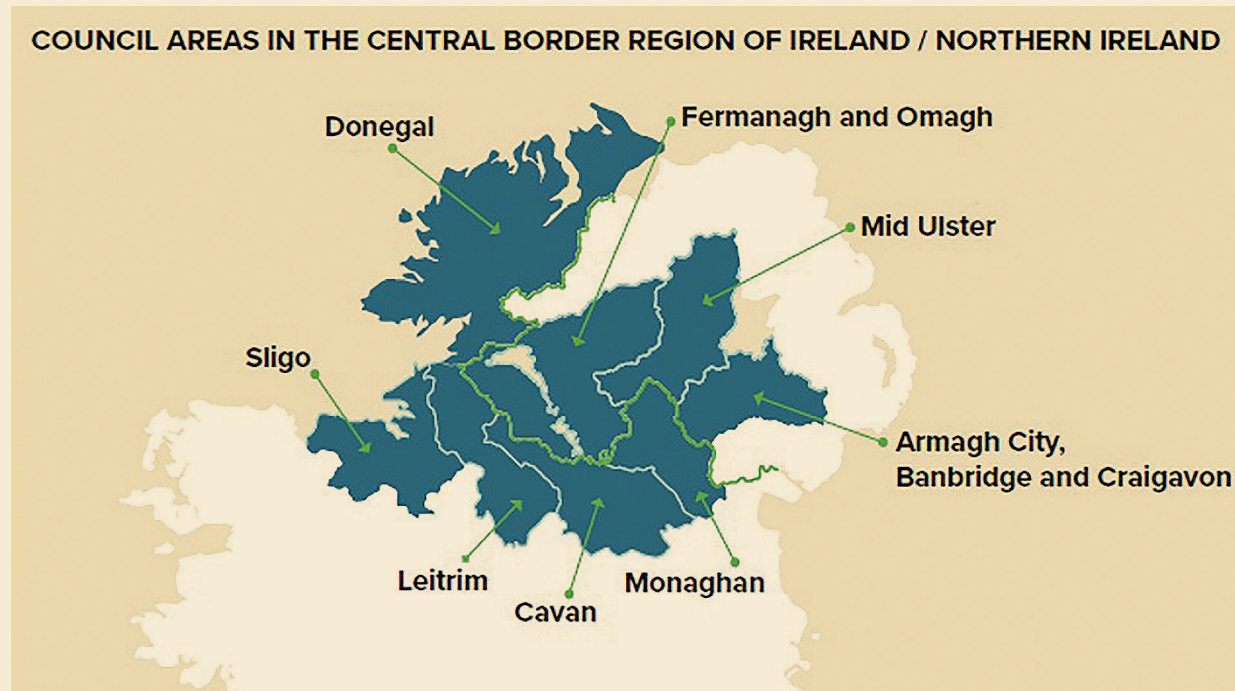 COUNCIL AREAS IN THE CENTRAL BORDER REGION OF IRELAND / NORTHERN IRELAND
Donegal
Fermanagh and Omagh
Mid Ulster
Sligo
Armagh City,
Banbridge and Craigavon
Leitrim
Cavan
Monaghan